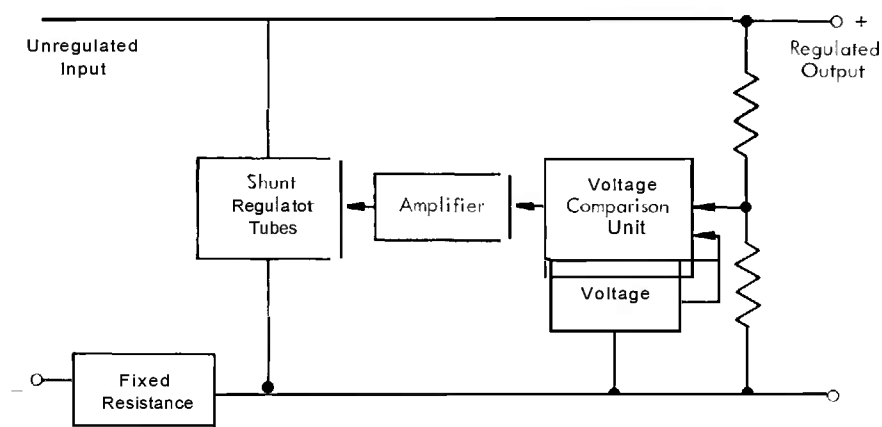 +
Unregulated
Input
Regulated
Output
Shunt
Regulatot
Tubes
Amplifier
Voltage
Comparison
Unit
Voltage
–
Fixed
Resistance